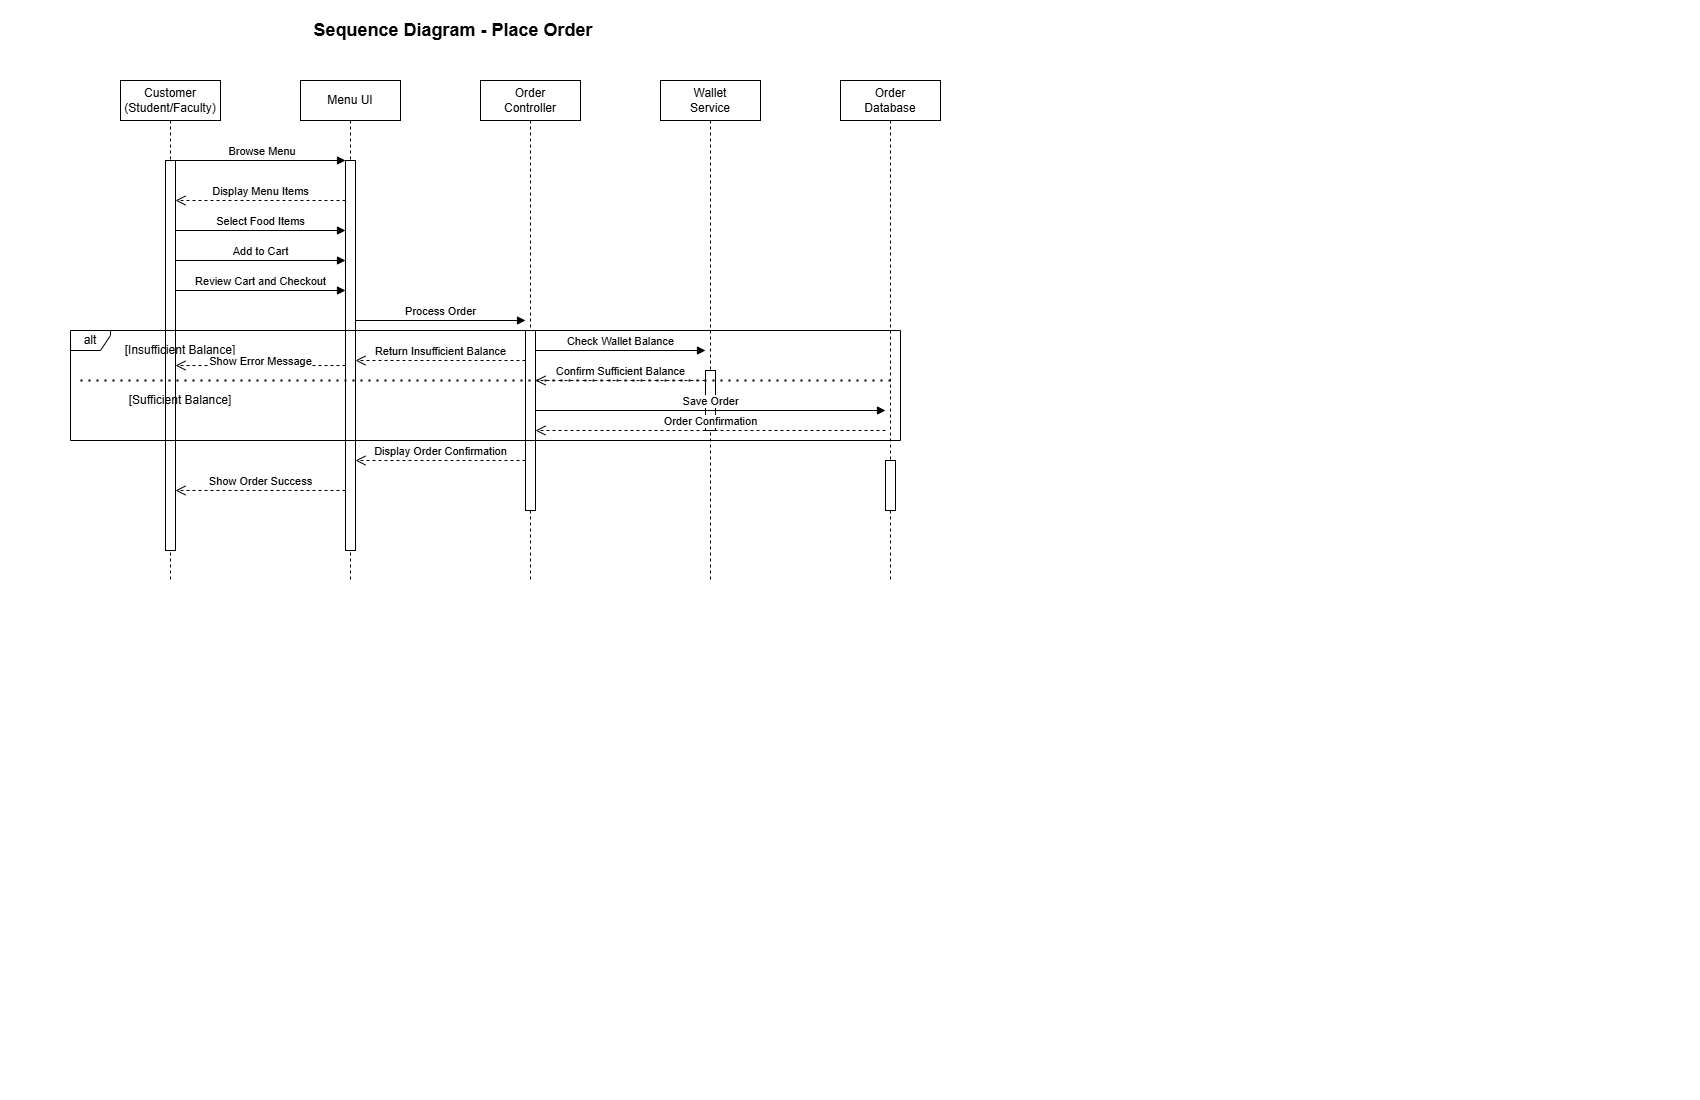 Sequence Diagram - Place Order
Customer
(Student/Faculty)
Menu UI
Order
Controller
Wallet
Service
Order
Database
Browse Menu
Display Menu Items
Select Food Items
Add to Cart
Review Cart and Checkout
Process Order
alt
[Insufficient Balance]
Check Wallet Balance
Return Insufficient Balance
Show Error Message
Confirm Sufficient Balance
[Sufficient Balance]
Save Order
Order Confirmation
Display Order Confirmation
Show Order Success